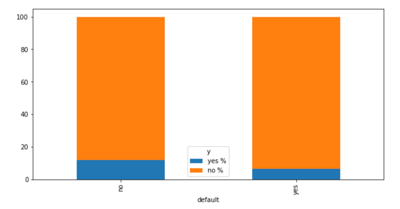 100
80
60
40
20
0
y
yes %
no %
no
yes
default